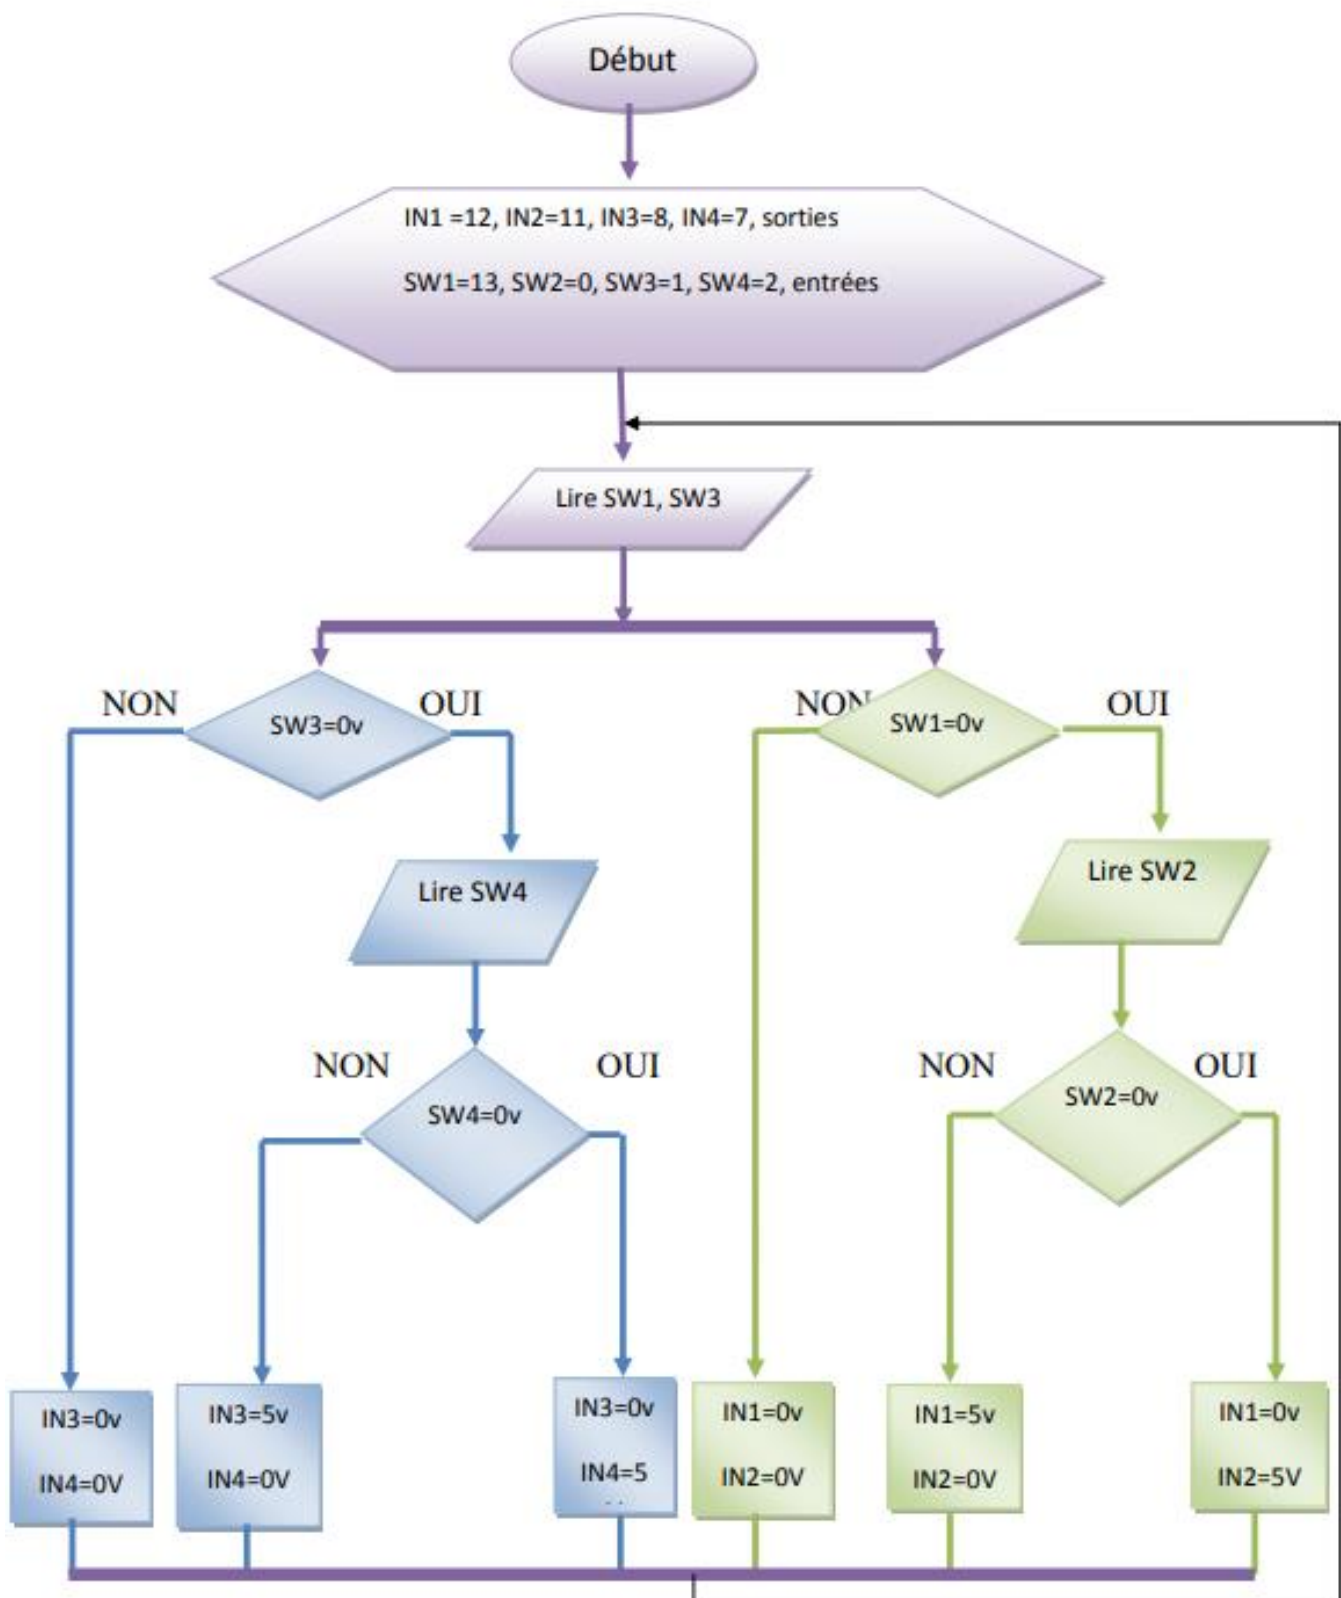 Début
IN1 =12, IN2=11, IN3=8, IN4=7, sorties
SW1=13, SW2=0, SW3=1, SW4=2, entrées
Lire SW1, SW3
NON
SW3=0v
OUI
NON
SW1=0v
OUI
Lire SW4
Lire SW2
NON
SW4=0v
OUI
NON
SW2=0v
OUI
IN3=0v
IN4=0V
IN3=5v
IN4=0V
IN3=0v
IN4=5
IN1=0v
IN2=0V
IN1=5v
IN2=0V
IN1=0v
IN2=5V